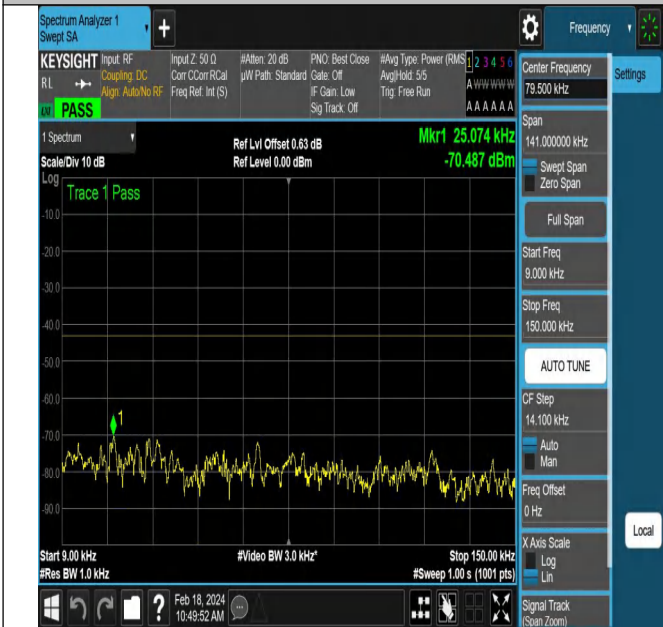 Spectrum Analyzer 1
Swept SA
+
Frequency
KEYSIGHT
RL
PASS
Input: RF
Coupling: DC
Align: Auto/No RF
Input Z: 50 Ω
Corr CCorr RCal
Freq Ref: Int (S)
#Atten: 20 dB
µW Path: Standard
PNO: Best Close
Gate: Off
IF Gain: Low
Sig Track: Off
#Avg Type: Power (RMS
Avg|Hold: 5/5
Trig: Free Run
1 2 3 4 5 6
A W W W W W
A A A A A A
1 Spectrum
Scale/Div 10 dB
Log
Ref Lvl Offset 0.63 dB
Ref Level 0.00 dBm
Mkr1 25.074 kHz
-70.487 dBm
Trace 1 Pass
-10.0
-20.0
-30.0
-40.0
-50.0
-60.0
-70.0
-80.0
-90.0
1
Start 9.00 kHz
#Res BW 1.0 kHz
#Video BW 3.0 kHz*
Stop 150.00 kHz
#Sweep 1.00 s (1001 pts)
?
Feb 18, 2024
10:49:52 AM
Center Frequency
79.500 kHz
Settings
Span
141.000000 kHz
Swept Span
Zero Span
Full Span
Start Freq
9.000 kHz
Stop Freq
150.000 kHz
AUTO TUNE
CF Step
14.100 kHz
Auto
Man
Freq Offset
0 Hz
X Axis Scale
Log
Lin
Local
Signal Track
(Span Zoom)